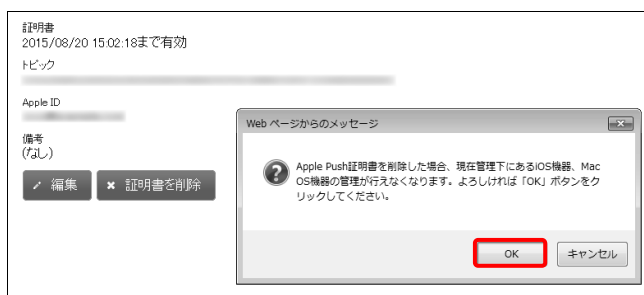 証明書
2015/08/20 15:02:18まで有効
トピック
Apple ID
備考
(なし)
編集
証明書を削除
Web ページからのメッセージ
Apple Push証明書を削除した場合、現在管理下にあるiOS機器、Mac
OS機器の管理が行えなくなります。よろしければ「OK」ボタンをク
リックしてください。
OK
キャンセル